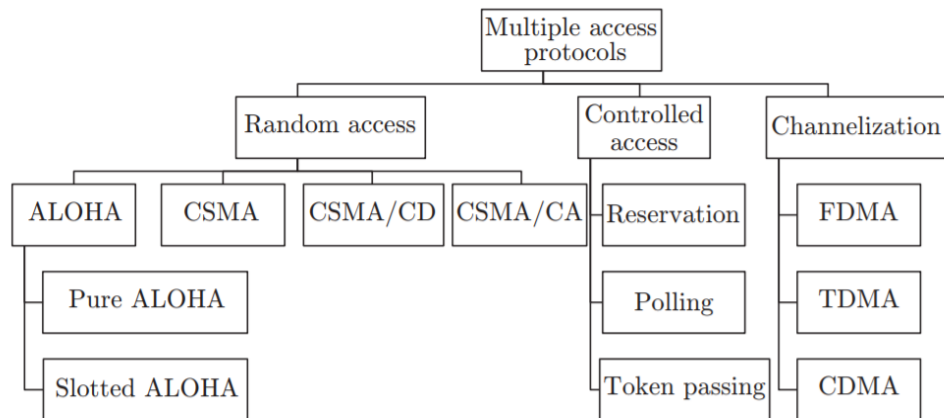 Multiple access
protocols
Random access
Controlled
access
Channelization
ALOHA
CSMA
CSMA/CD
CSMA/CA
Reservation
FDMA
Pure ALOHA
Polling
TDMA
Slotted ALOHA
Token passing
CDMA